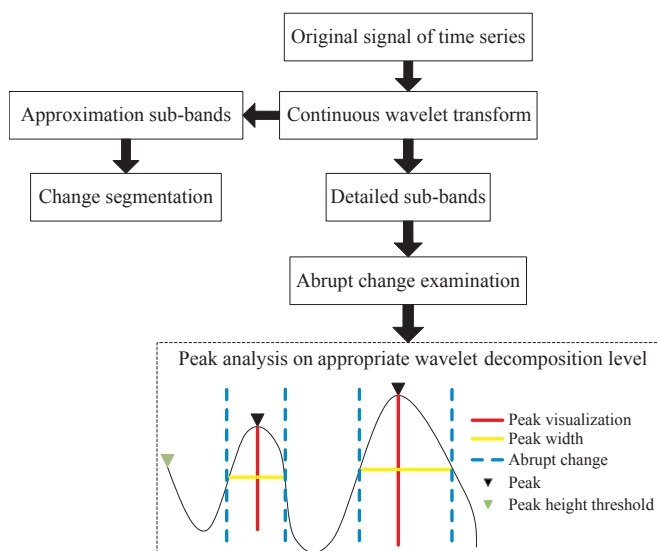 Original signal of time series
Approximation sub-bands
Continuous wavelet transform
Change segmentation
Detailed sub-bands
Abrupt change examination
Peak analysis on appropriate wavelet decomposition level
Peak visualization
Peak width
Abrupt change
Peak
Peak height threshold